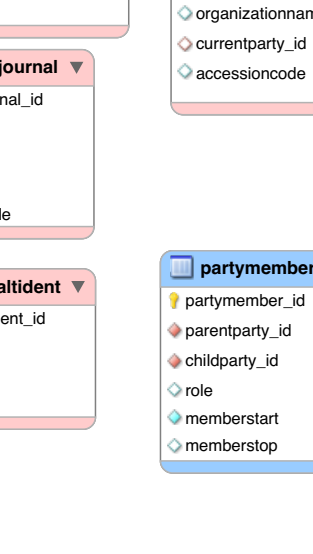 organizationnam
currentparty_id
accessioncode
journal
nal_id
le
altident
ent_id
partymember
partymember_id
parentparty_id
childparty_id
role
memberstart
memberstop